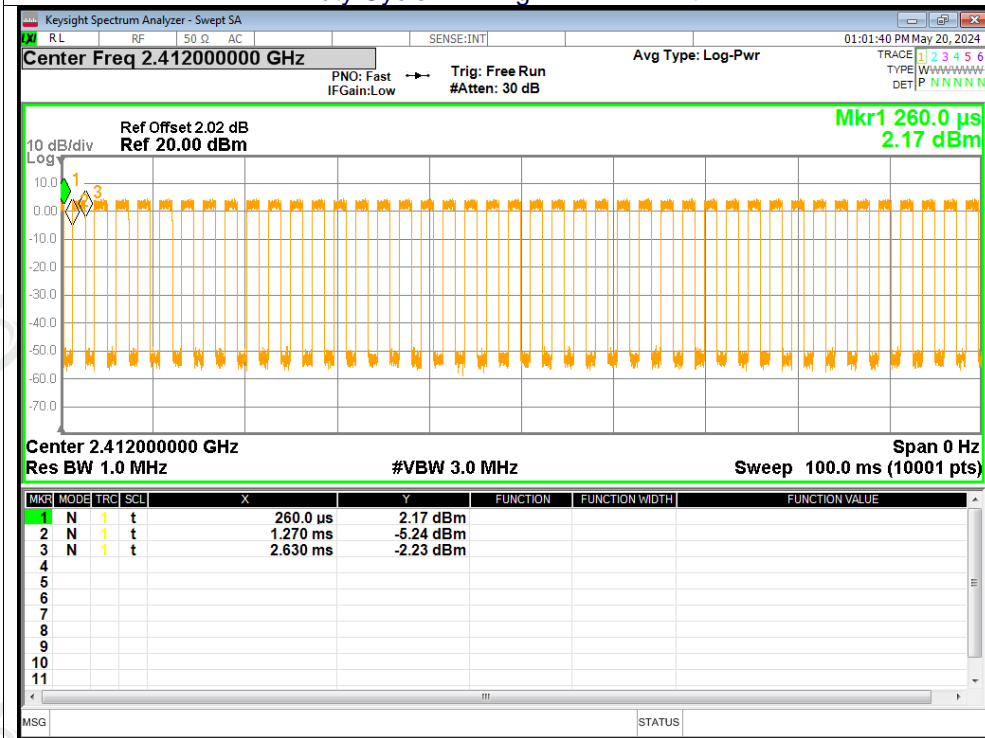 Keysight Spectrum Analyzer - Swept SA
LXI RL RF 50 Ω AC SENSE:INT 01:01:40 PM May 20, 2024
Center Freq 2.412000000 GHz
PNO: Fast
IFGain:Low
Trig: Free Run
#Atten: 30 dB
Avg Type: Log-Pwr
TRACE 1 2 3 4 5 6
TYPE WWWWWW
DET P N N N N N
Ref Offset 2.02 dB
10 dB/div Ref 20.00 dBm
Log
Mkr1 260.0 µs
2.17 dBm
10.0
0.00
-10.0
-20.0
-30.0
-40.0
-50.0
-60.0
-70.0
1
2
3
Center 2.412000000 GHz Span 0 Hz
Res BW 1.0 MHz #VBW 3.0 MHz Sweep 100.0 ms (10001 pts)
MKR MODE TRC SCL X Y FUNCTION FUNCTION WIDTH FUNCTION VALUE
1 N 1 t 260.0 µs 2.17 dBm
2 N 1 t 1.270 ms -5.24 dBm
3 N 1 t 2.630 ms -2.23 dBm
4
5
6
7
8
9
10
11
MSG STATUS